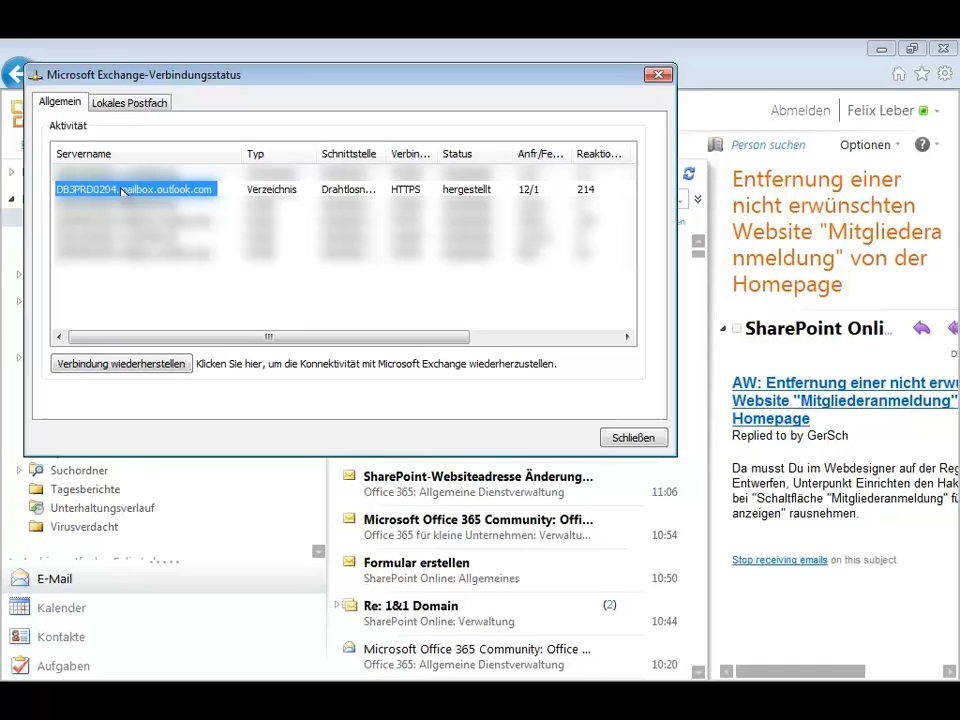 Microsoft Exchange-Verbindungsstatus
Allgemein
Lokales Postfach
Aktivität
Servername
Typ
Schnittstelle
Verbin...
Status
Anfr/Fe...
Reaktio...
DB3PRD0204.mailbox.outlook.com
Verzeichnis
Drahtlosn...
HTTPS
hergestellt
12/1
214
Verbindung wiederherstellen
Klicken Sie hier, um die Konnektivität mit Microsoft Exchange wiederherzustellen.
Schließen
Abmelden
Felix Leber
Person suchen
Optionen
Entfernung einer
nicht erwünschten
Website "Mitgliedera
nmeldung" von der
Homepage
SharePoint Onli...
AW: Entfernung einer nicht erwü
Website "Mitgliederanmeldung"
Homepage
Replied to by GerSch
Da musst Du im Webdesigner auf der Reg
Entwerfen, Unterpunkt Einrichten den Hak
bei "Schaltfläche "Mitgliederanmeldung" fü
anzeigen" rausnehmen.
Stop receiving emails on this subject.
Suchordner
Tagesberichte
Unterhaltungsverlauf
Virusverdacht
E-Mail
Kalender
Kontakte
Aufgaben
SharePoint-Websiteadresse Änderung...
Office 365: Allgemeine Dienstverwaltung
11:06
Microsoft Office 365 Community: Offi...
Office 365 für kleine Unternehmen: Verwaltu...
10:54
Formular erstellen
SharePoint Online: Allgemeines
10:50
Re: 1&1 Domain
(2)
SharePoint Online: Verwaltung
10:44
Microsoft Office 365 Community: Office ...
Office 365: Allgemeine Dienstverwaltung
10:20